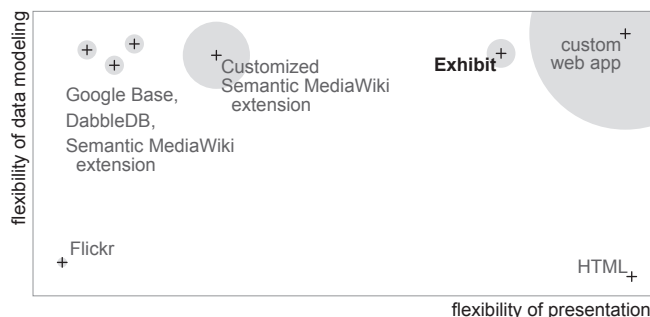 flexibility of data modeling
custom
web app
Exhibit
Customized
Semantic MediaWiki
extension
Google Base,
DabbleDB,
Semantic MediaWiki
extension
Flickr
HTML
flexibility of presentation